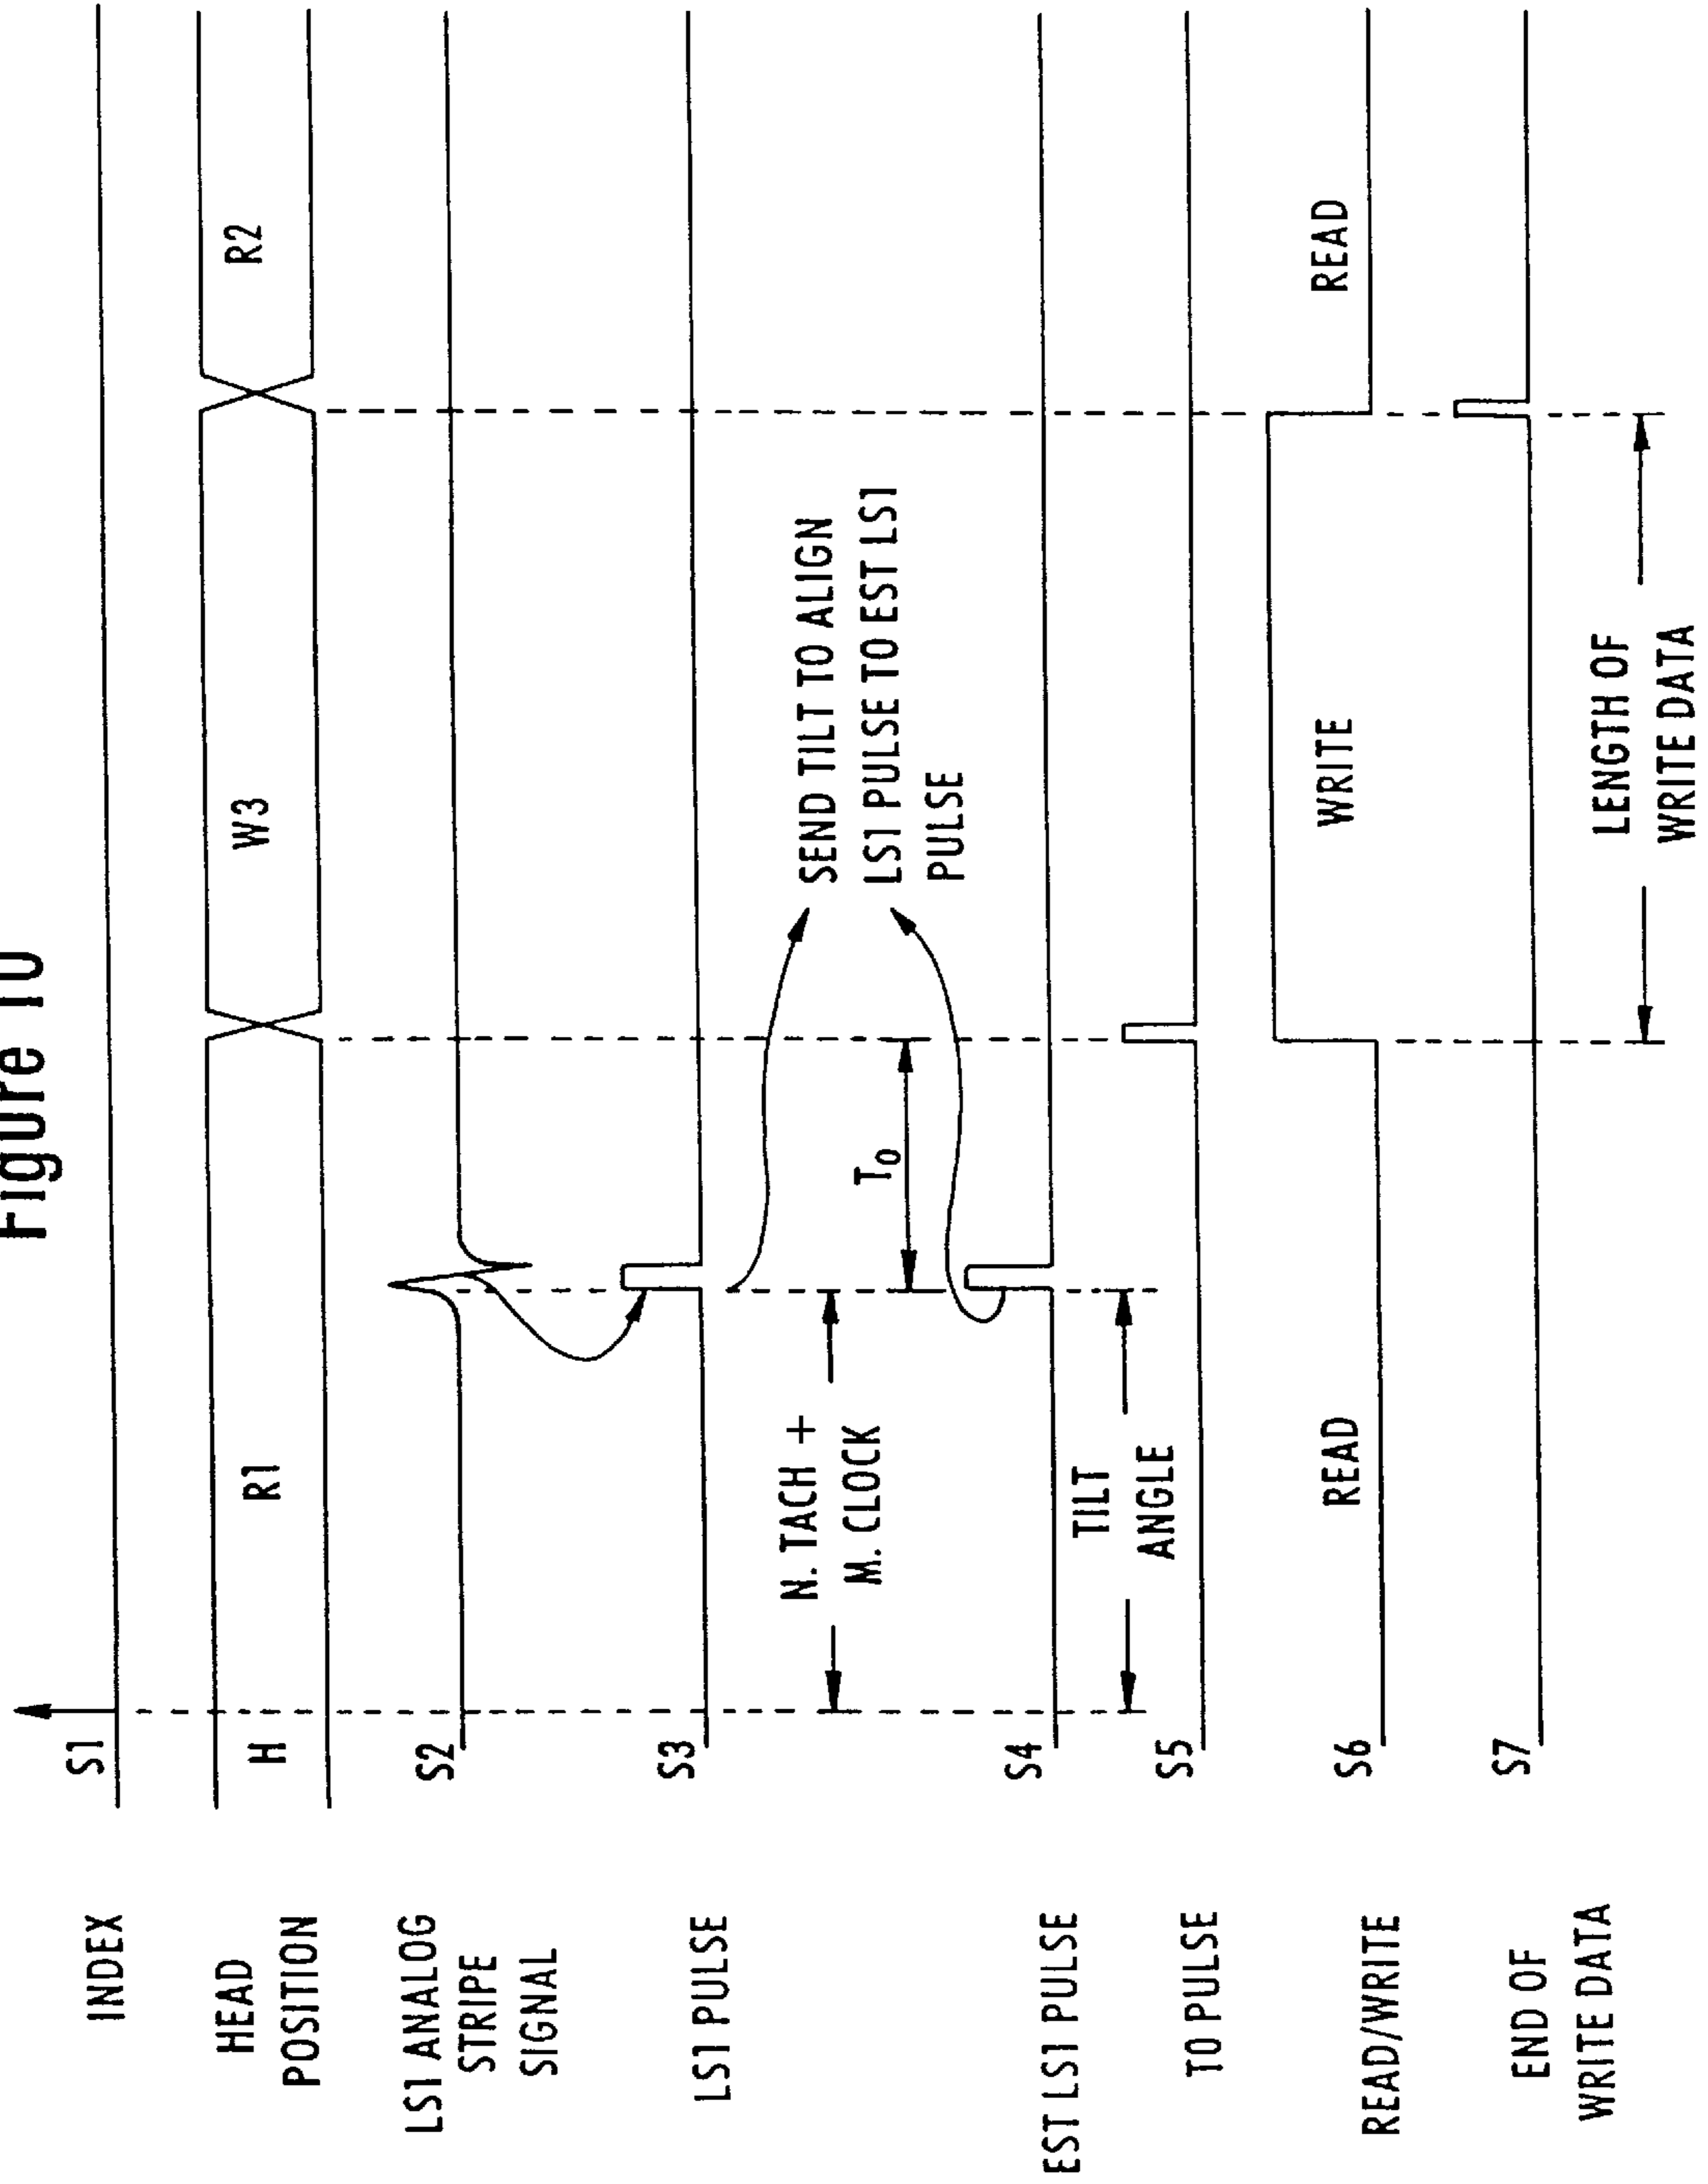 Figure 10
INDEX
S1
HEAD
POSITION
H
R1
W3
R2
LS1 ANALOG
STRIPE
SIGNAL
S2
LS1 PULSE
S3
N. TACH +
M. CLOCK
T0
SEND TILT TO ALIGN
LS1 PULSE TO EST LS1
PULSE
EST LS1 PULSE
S4
TILT
ANGLE
TO PULSE
S5
READ/WRITE
S6
READ
WRITE
READ
END OF
WRITE DATA
S7
LENGTH OF
WRITE DATA